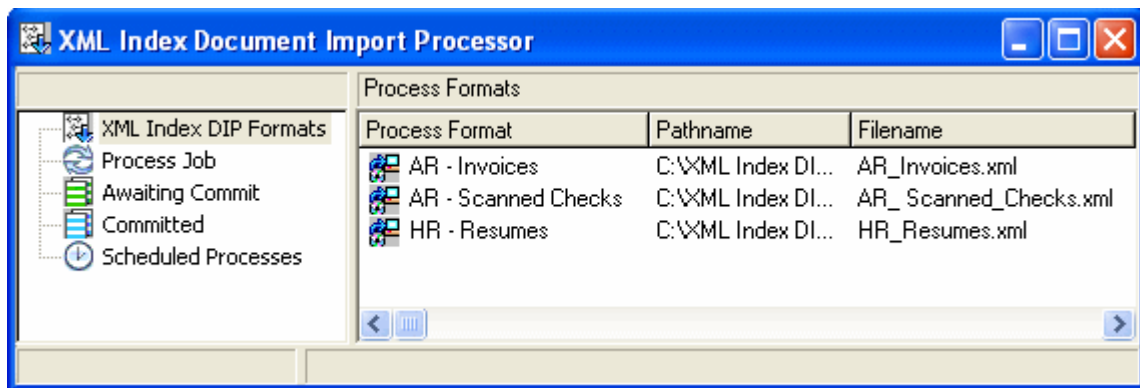 XML Index Document Import Processor
Process Formats
XML Index DIP Formats
Process Job
Awaiting Commit
Committed
Scheduled Processes
Process Format Pathname Filename
AR - Invoices C:\XML Index DI... AR_Invoices.xml
AR - Scanned Checks C:\XML Index DI... AR_ Scanned_Checks.xml
HR - Resumes C:\XML Index DI... HR_Resumes.xml